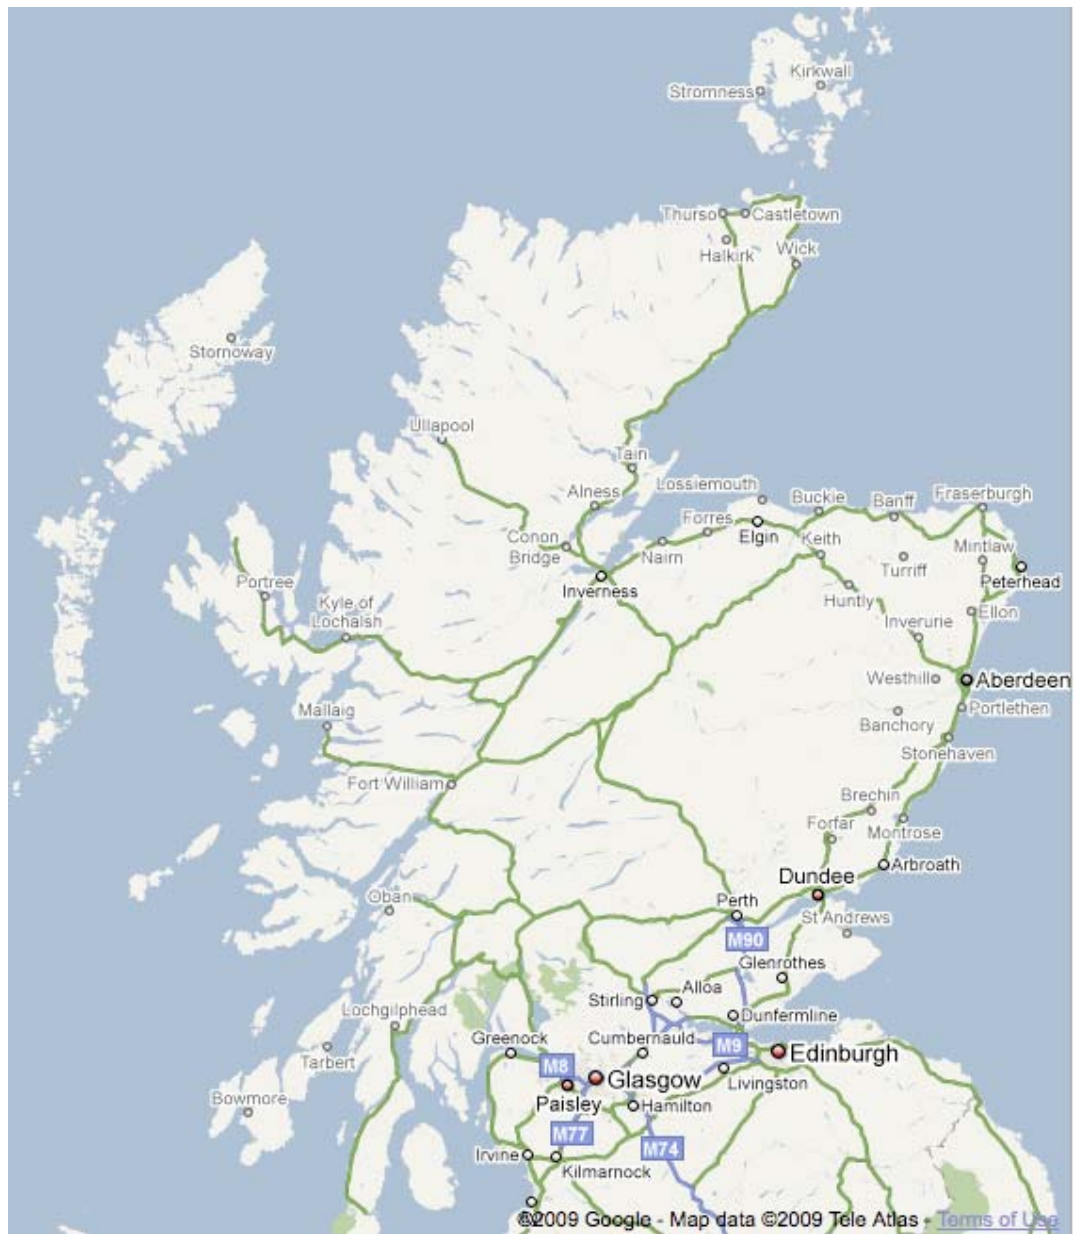 Kirkwall
Stromness
Thurso
Castletown
Halkirk
Wick
Stornoway
Ullapool
Tain
Lossiemouth
Alness
Buckie
Banff
Fraserburgh
Forres
Elgin
Conon
Bridge
Nairn
Keith
Mintlaw
Turriff
Peterhead
Inverness
Portree
Kyle of
Lochalsh
Huntly
Ellon
Inverurie
Westhill
Aberdeen
Mallaig
Banchory
Portlethen
Stonehaven
Fort William
Brechin
Forfar
Montrose
Arbroath
Dundee
Oban
Perth
St Andrews
M90
Glenrothes
Alloa
Stirling
Lochgilphead
Dunfermline
Greenock
Cumbernauld
M9
Edinburgh
Tarbert
M8
Glasgow
Livingston
Bowmore
Paisley
Hamilton
M77
M74
Irvine
Kilmarnock
©2009 Google - Map data ©2009 Tele Atlas - Terms of Use